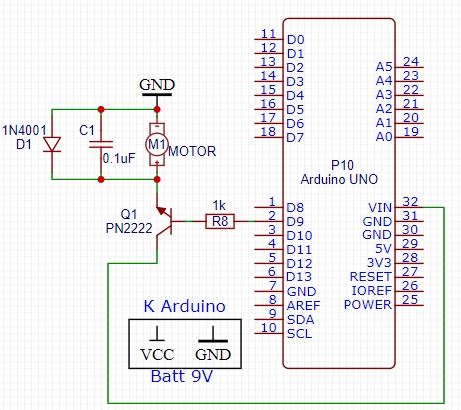 GND
1N4001
D1
C1
0.1uF
M1
MOTOR
Q1
PN2222
1k
R8
K Arduino
VCC
GND
Batt 9V
11 D0
12 D1
13 D2
14 D3
15 D4
16 D5
17 D6
18 D7
A5 24
A4 23
A3 22
A2 21
A1 20
A0 19
P10
Arduino UNO
1 D8
2 D9
3 D10
4 D11
5 D12
6 D13
7 GND
8 AREF
9 SDA
10 SCL
VIN 32
GND 31
GND 30
5V 29
3V3 28
RESET 27
IOREF 26
POWER 25